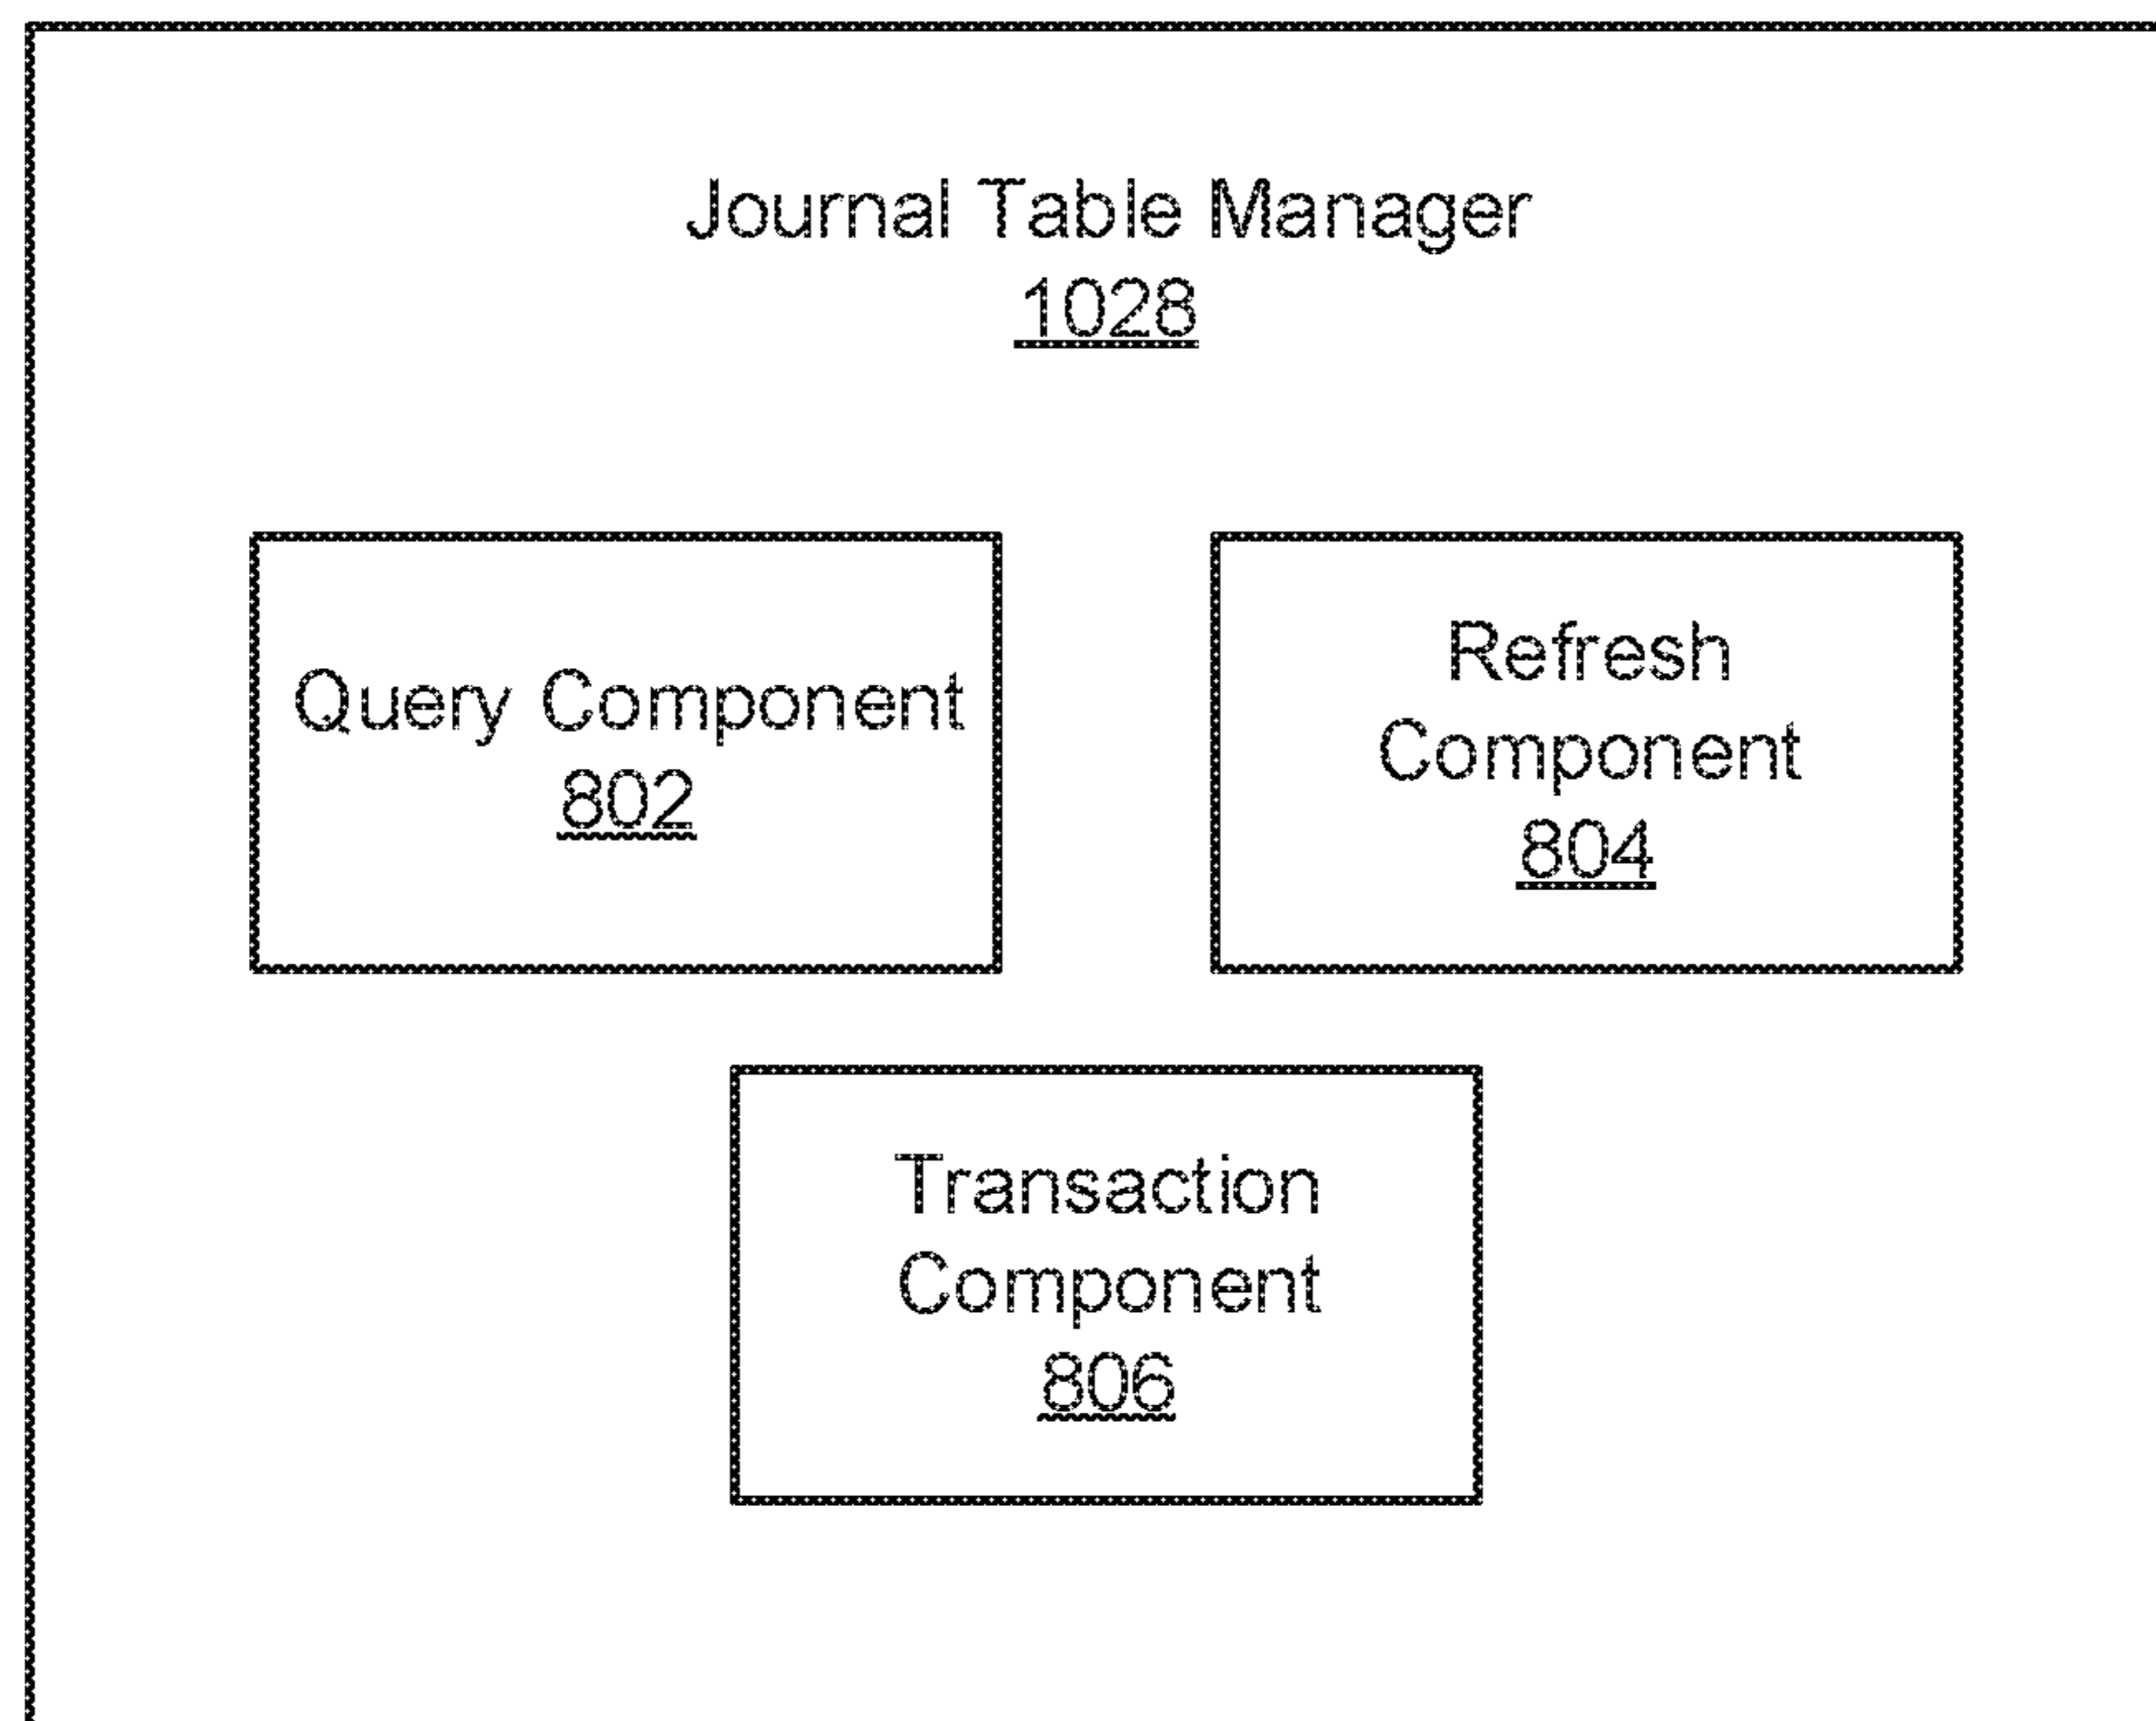 Journal Table Manager
1028
Query Component
802
Refresh
Component
804
Transaction
Component
806